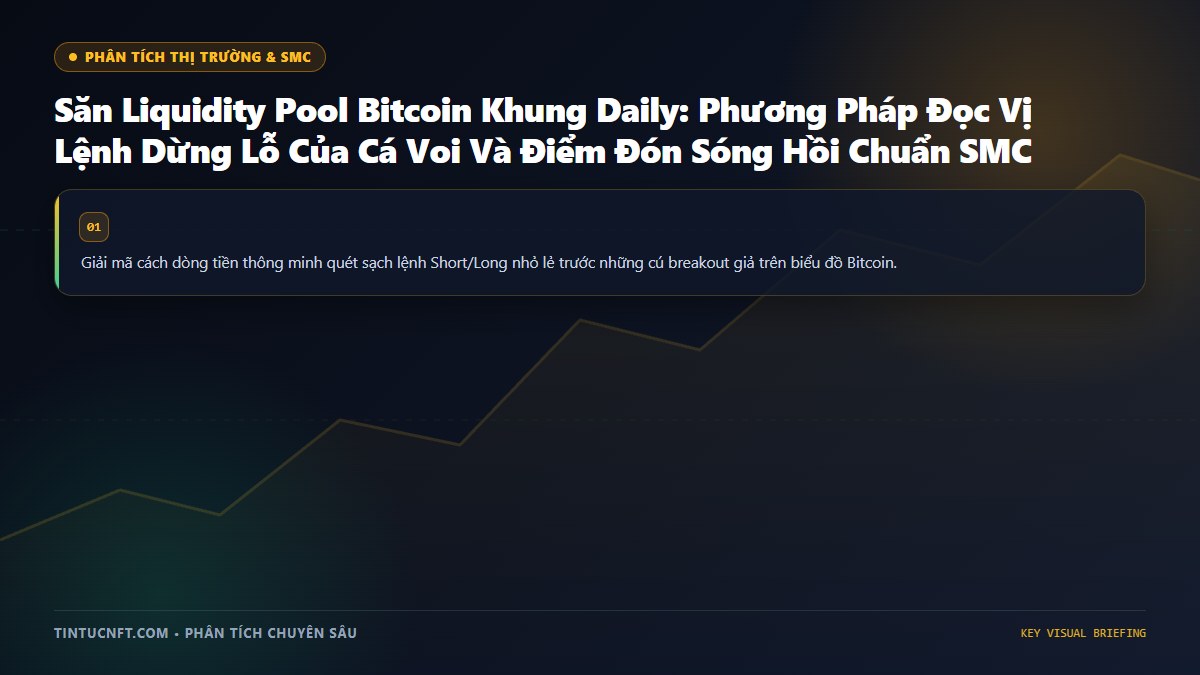 PHÂN TÍCH THỊ TRƯỜNG & SMC
Săn Liquidity Pool Bitcoin Khung Daily: Phương Pháp Đọc Vị
Lệnh Dừng Lỗ Của Cá Voi Và Điểm Đón Sóng Hồi Chuẩn SMC
01
Giải mã cách dòng tiền thông minh quét sạch lệnh Short/Long nhỏ lẻ trước những cú breakout giả trên biểu đồ Bitcoin.
TINTUCNFT.COM • PHÂN TÍCH CHUYÊN SÂU
KEY VISUAL BRIEFING